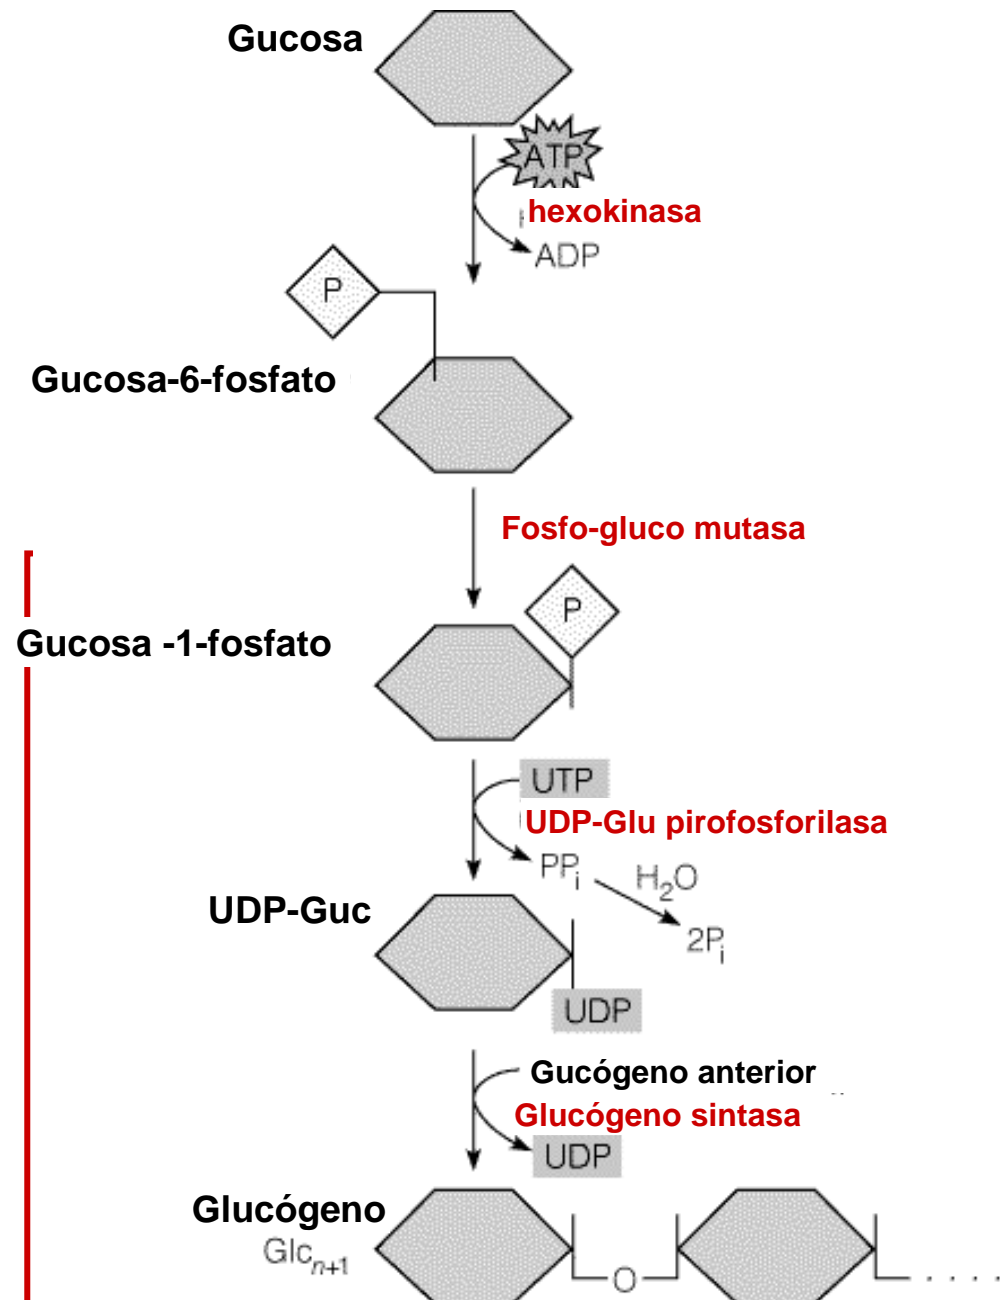 Gucosa
ATP
hexokinasa
ADP
P
Gucosa-6-fosfato
Fosfo-gluco mutasa
P
Gucosa -1-fosfato
UTP
UDP-Glu pirofosforilasa
PPi
H2O
2Pi
UDP-Guc
UDP
Gucógeno anterior
Glucógeno sintasa
UDP
Glucógeno
Glcn+1
O